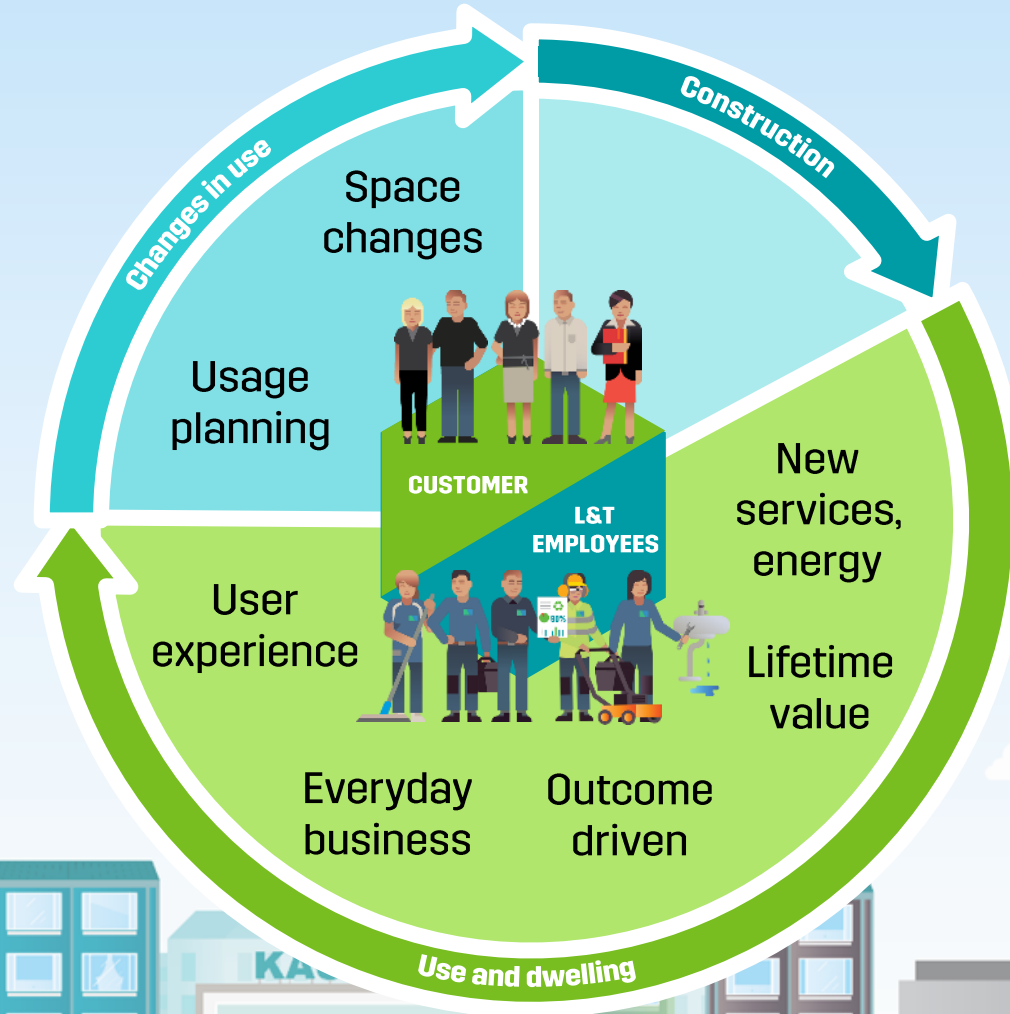 Changes in use
Construction
Space
changes
Usage
planning
CUSTOMER
L&T
EMPLOYEES
New
services,
energy
Lifetime
value
Outcome
driven
Everyday
business
User
experience
90%
Use and dwelling